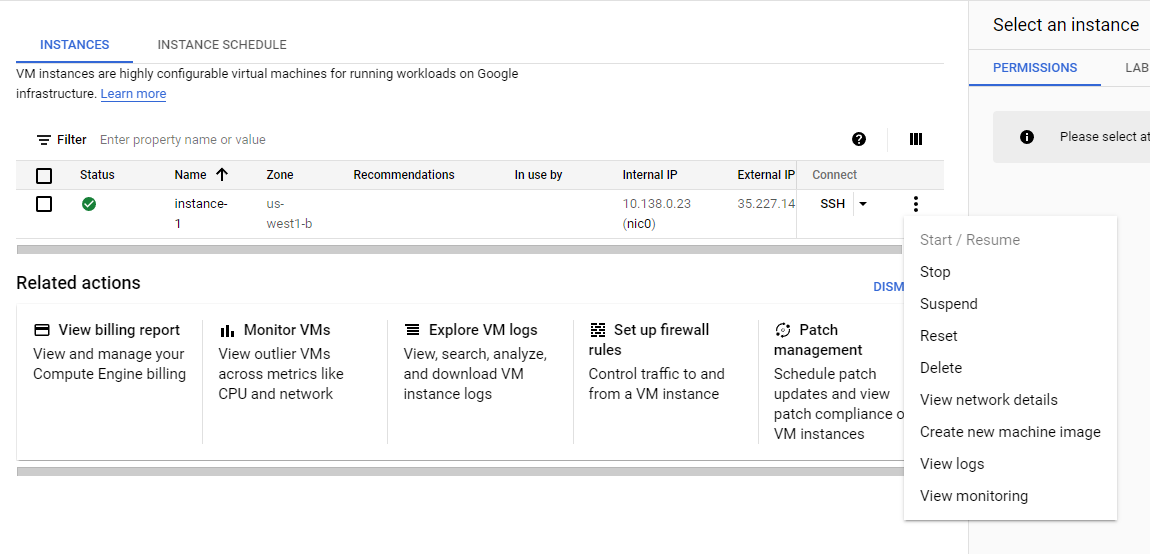 INSTANCES
INSTANCE SCHEDULE
VM instances are highly configurable virtual machines for running workloads on Google
infrastructure. Learn more
Filter Enter property name or value
Status Name Zone Recommendations In use by Internal IP External IP Connect
instance- us- 10.138.0.23 35.227.14 SSH
1 west1-b (nic0)
Related actions
DISM
View billing report
View and manage your
Compute Engine billing
Monitor VMs
View outlier VMs
across metrics like
CPU and network
Explore VM logs
View, search, analyze,
and download VM
instance logs
Set up firewall
rules
Control traffic to and
from a VM instance
Patch
management
Schedule patch
updates and view
patch compliance o
VM instances
Start / Resume
Stop
Suspend
Reset
Delete
View network details
Create new machine image
View logs
View monitoring
Select an instance
PERMISSIONS
LAB
Please select at